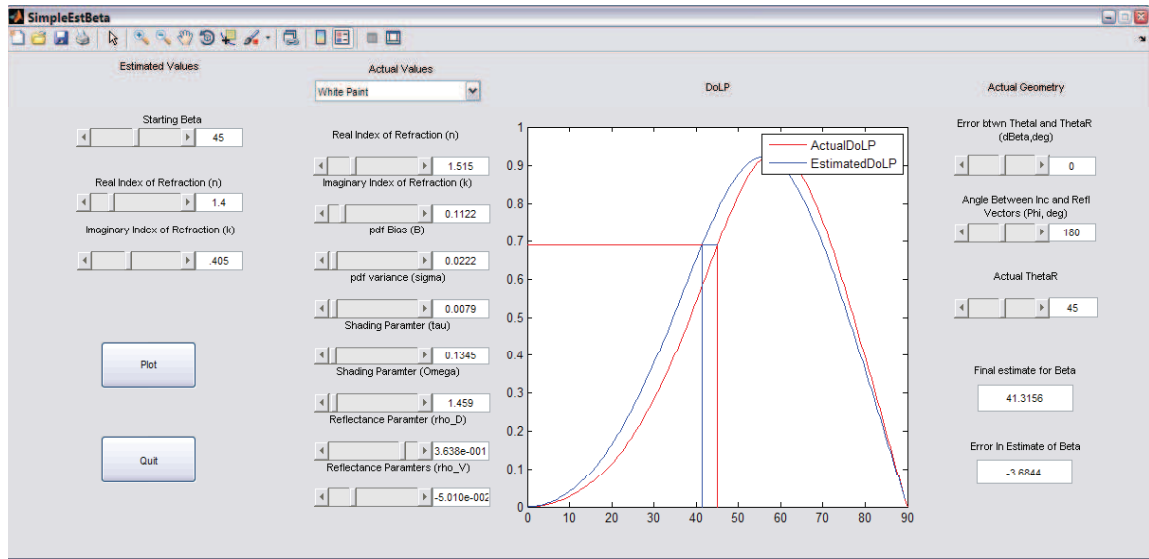 SimpleEstBeta
Estimated Values
Starting Beta
45
Real Index of Refraction (n)
1.4
Imaginary Index of Refraction (k)
.405
Plot
Quit
Actual Values
White Paint
Real Index of Refraction (n)
1.515
Imaginary Index of Refraction (k)
0.1122
pdf Bias (B)
0.0222
pdf variance (sigma)
0.0079
Shading Paramter (tau)
0.1345
Shading Paramter (Omega)
1.459
Reflectance Paramter (rho_D)
3.638e-001
Reflectance Paramters (rho_V)
-5.010e-002
DoLP
ActualDoLP
EstimatedDoLP
1
0.9
0.8
0.7
0.6
0.5
0.4
0.3
0.2
0.1
0
0 10 20 30 40 50 60 70 80 90
Actual Geometry
Error btwn ThetaI and ThetaR
(dBeta,deg)
0
Angle Between Inc and Refl
Vectors (Phi, deg)
180
Actual ThetaR
45
Final estimate for Beta
41.3156
Error In Estimate of Beta
-3.6844